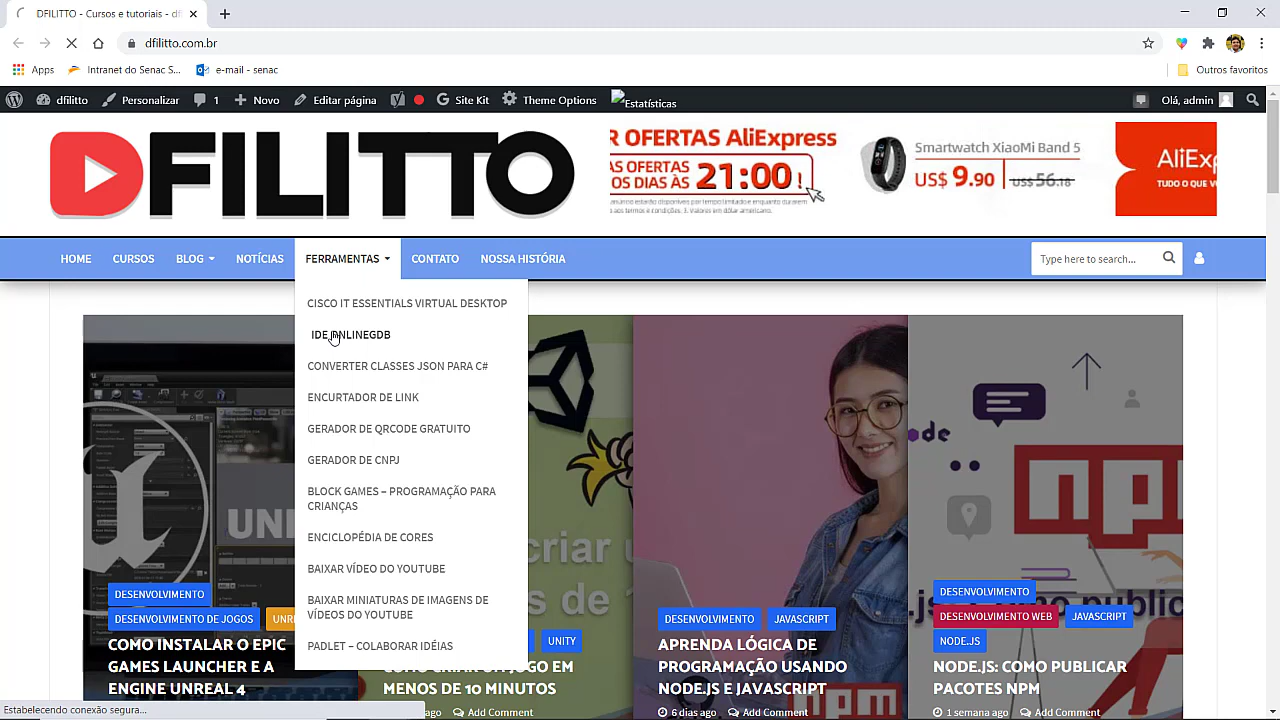 DFILITTO - Cursos e tutoriais de
dfilitto.com.br
Apps
Intranet do Senac S...
e-mail - senac
Outros favoritos
dfilitto
Personalizar
1
Novo
Editar página
Site Kit
Theme Options
Estatísticas
Olá, admin
DFILITTO
R OFERTAS AliExpress
AS OFERTAS
OS DIAS ÀS
21:00 !
Smartwatch XiaoMi Band 5
US$ 9.90
US$ 56.18
AliExp
TUDO O QUE V
HOME
CURSOS
BLOG
NOTÍCIAS
FERRAMENTAS
CONTATO
NOSSA HISTÓRIA
Type here to search...
CISCO IT ESSENTIALS VIRTUAL DESKTOP
IDE ONLINEGDB
CONVERTER CLASSES JSON PARA C#
ENCURTADOR DE LINK
GERADOR DE QRCODE GRATUITO
GERADOR DE CNPJ
BLOCK GAMES – PROGRAMAÇÃO PARA
CRIANÇAS
ENCICLOPÉDIA DE CORES
BAIXAR VÍDEO DO YOUTUBE
BAIXAR MINIATURAS DE IMAGENS DE
VÍDEOS DO YOUTUBE
PADLET – COLABORAR IDÉIAS
DESENVOLVIMENTO
DESENVOLVIMENTO DE JOGOS
COMO INSTALAR O EPIC
GAMES LAUNCHER E A
ENGINE UNREAL 4
UNITY
MENOS DE 10 MINUTOS
ago
Add Comment
DESENVOLVIMENTO
JAVASCRIPT
APRENDA LÓGICA DE
PROGRAMAÇÃO USANDO
NODE.JS E JAVASCRIPT
6 dias ago
Add Comment
DESENVOLVIMENTO
DESENVOLVIMENTO WEB
JAVASCRIPT
NODE.JS
NODE.JS: COMO PUBLICAR
PACOTES NPM
1 semana ago
Add Comment
Estabelecendo conexão segura...